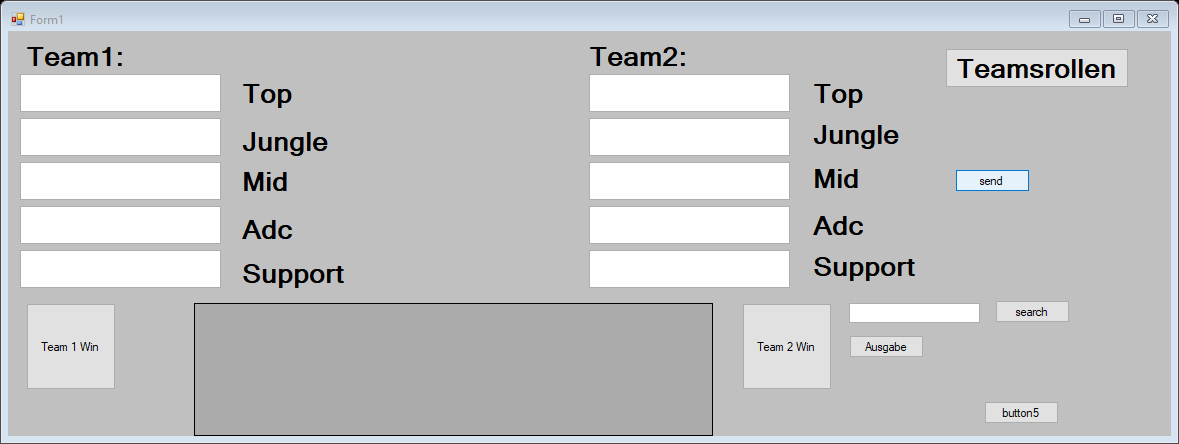 Form1
Team1:
Team2:
Teamsrollen
Top
Top
Jungle
Jungle
Mid
Mid
send
Adc
Adc
Support
Support
Team 1 Win
Team 2 Win
search
Ausgabe
button5